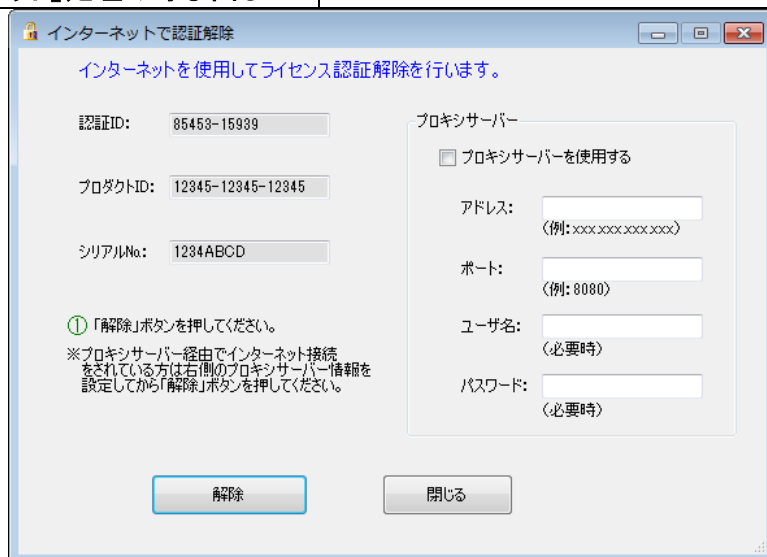 インターネットで認証解除
インターネットを使用してライセンス認証解除を行います。
認証ID: 85453-15939
プロダクトID: 12345-12345-12345
シリアルNo: 1234ABCD
①「解除」ボタンを押してください。
※プロキシサーバー経由でインターネット接続
をされている方は右側のプロキシサーバー情報を
設定してから「解除」ボタンを押してください。
プロキシサーバー
プロキシサーバーを使用する
アドレス:
(例:xxx.xxx.xxx.xxx)
ポート:
(例:8080)
ユーザ名:
(必要時)
パスワード:
(必要時)
解除
閉じる